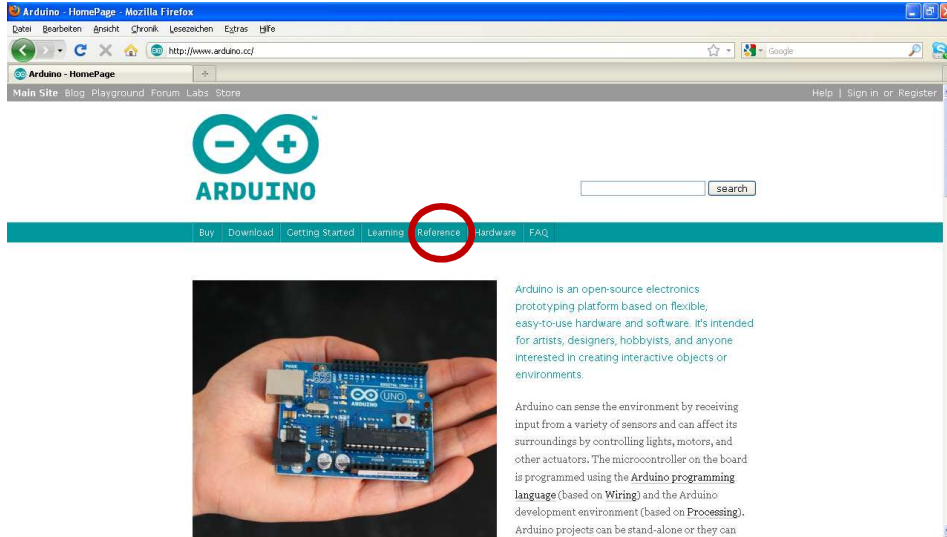 Arduino - HomePage - Mozilla Firefox
Datei Bearbeiten Ansicht Chronik Lesezeichen Extras Hilfe
http://www.arduino.cc/
Google
Arduino - HomePage
Main Site Blog Playground Forum Labs Store
Help | Sign in or Register
ARDUINO
search
Buy Download Getting Started Learning Reference Hardware FAQ
Arduino is an open-source electronics
prototyping platform based on flexible,
easy-to-use hardware and software. It's intended
for artists, designers, hobbyists, and anyone
interested in creating interactive objects or
environments.
UNO
ARDUINO
Arduino can sense the environment by receiving
input from a variety of sensors and can affect its
surroundings by controlling lights, motors, and
other actuators. The microcontroller on the board
is programmed using the Arduino programming
language (based on Wiring) and the Arduino
development environment (based on Processing).
Arduino projects can be stand-alone or they can